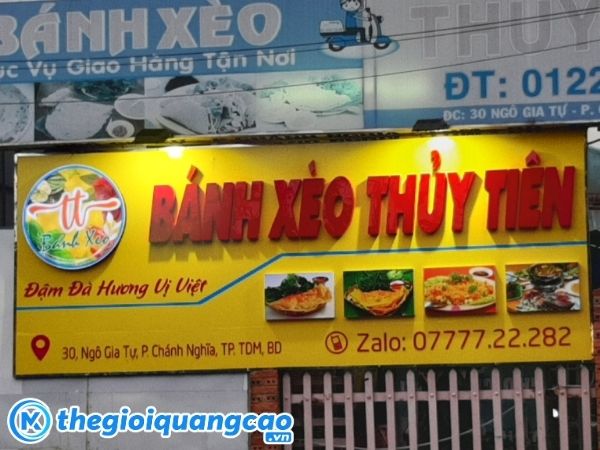 BÁNH XÈO
ục Vụ Giao Hàng Tận Nơi
THỦY
ĐT: 0122
ĐC: 30 NGÔ GIA TỰ - P.
BÁNH XÈO THỦY TIÊN
tt
Bánh Xèo
Đậm Đà Hương Vị Việt
30, Ngô Gia Tự, P. Chánh Nghĩa, TP. TDM, BD
Zalo: 07777.22.282
thegioiquangcao
.vn